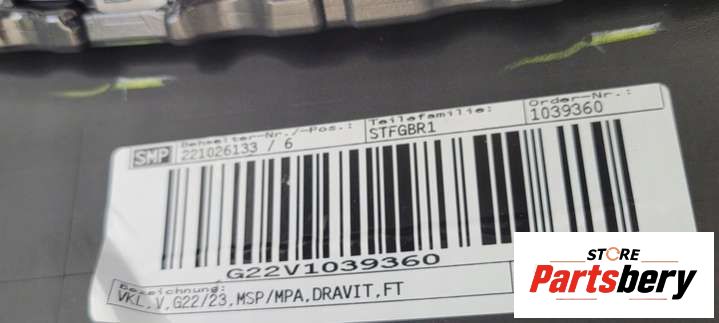 SMP
Behaelter-Nr./-Pos.:
221026133 / 6
Teilefamilie:
STFGBR1
Order-Nr.:
1039360
G22V1039360
Bezeichnung:
VKL,V,G22/23,MSP/MPA,DRAVIT,FT
STORE
Partsbery